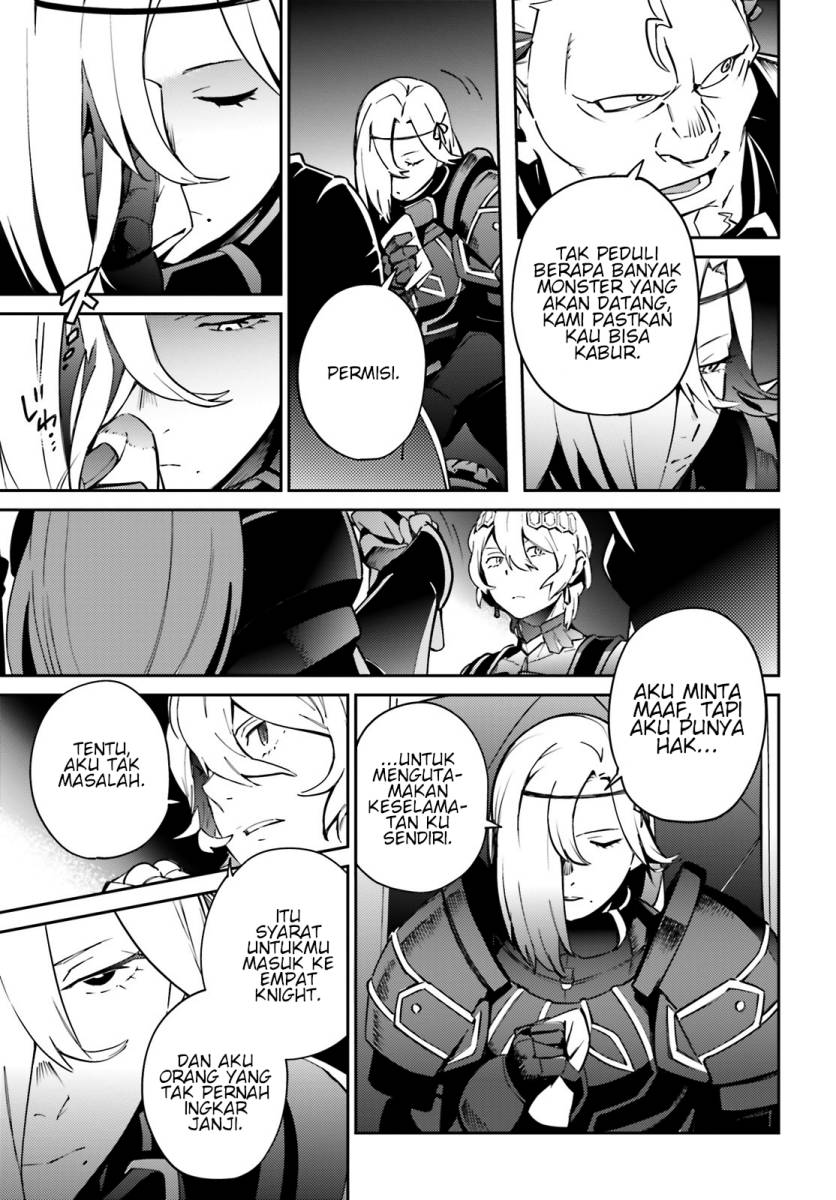 TAK PEDULI
BERAPA BANYAK
MONSTER YANG
AKAN DATANG,
KAMI PASTKAN
KAU BISA
KABUR.
PERMISI.
AKU MINTA
MAAF, TAPI
AKU PUNYA
HAK...
...UNTUK
MENGUTA-
MAKAN
KESELAMA-
TAN KU
SENDIRI.
TENTU,
AKU TAK
MASALAH.
ITU
SYARAT
UNTUKMU
MASUK KE
EMPAT
KNIGHT.
DAN AKU
ORANG YANG
TAK PERNAH
INGKAR
JANJI.